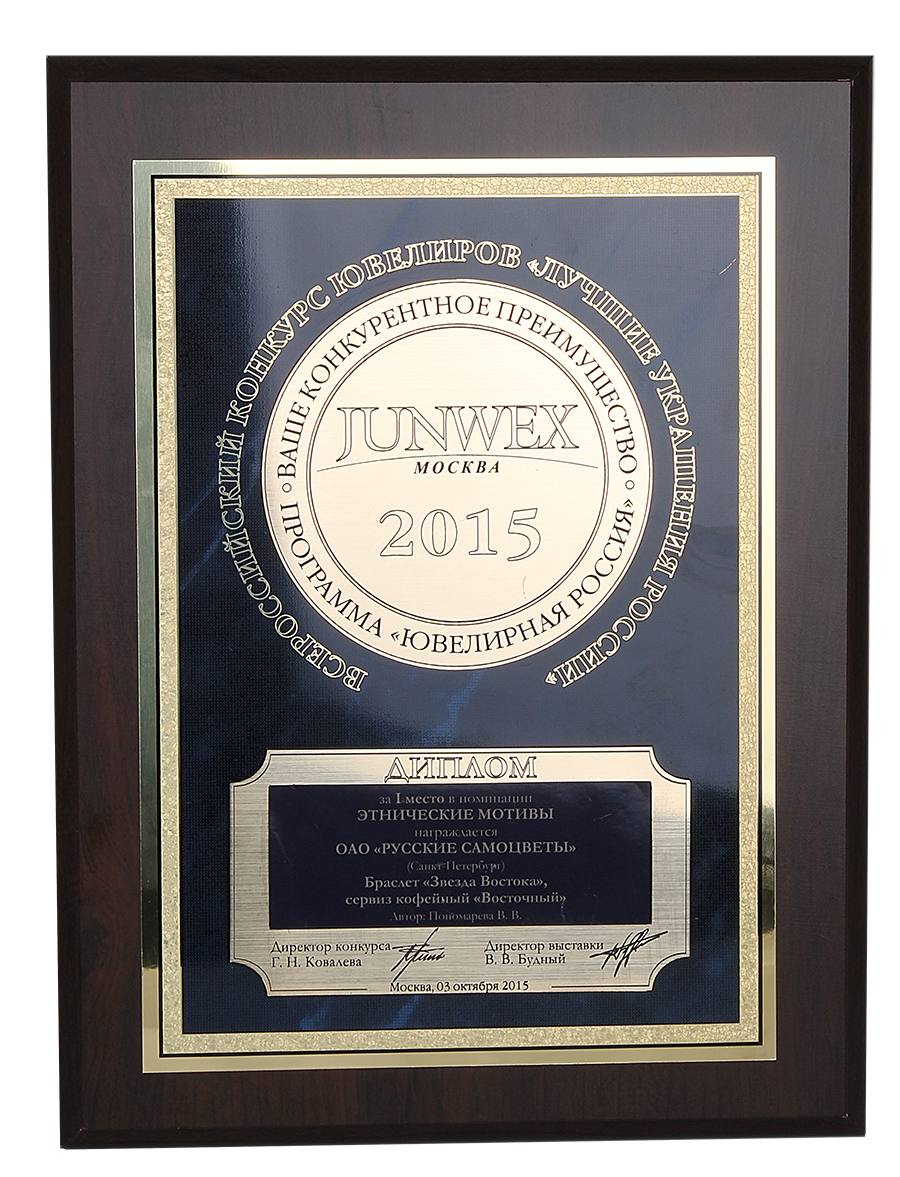 ВСЕРОССИЙСКИЙ КОНКУРС ЮВЕЛИРОВ «ЛУЧШИЕ УКРАШЕНИЯ РОССИИ»
ВАШЕ КОНКУРЕНТНОЕ ПРЕИМУЩЕСТВО
JUNWEX
МОСКВА
2015
ПРОГРАММА «ЮВЕЛИРНАЯ РОССИЯ»
ДИПЛОМ
за I место в номинации
ЭТНИЧЕСКИЕ МОТИВЫ
награждается
ОАО «РУССКИЕ САМОЦВЕТЫ»
(Санкт-Петербург)
Браслет «Звезда Востока»,
сервиз кофейный «Восточный»
Автор: Пономарева В. В.
Директор конкурса
Г. Н. Ковалева
Директор выставки
В. В. Будный
Москва, 03 октября 2015